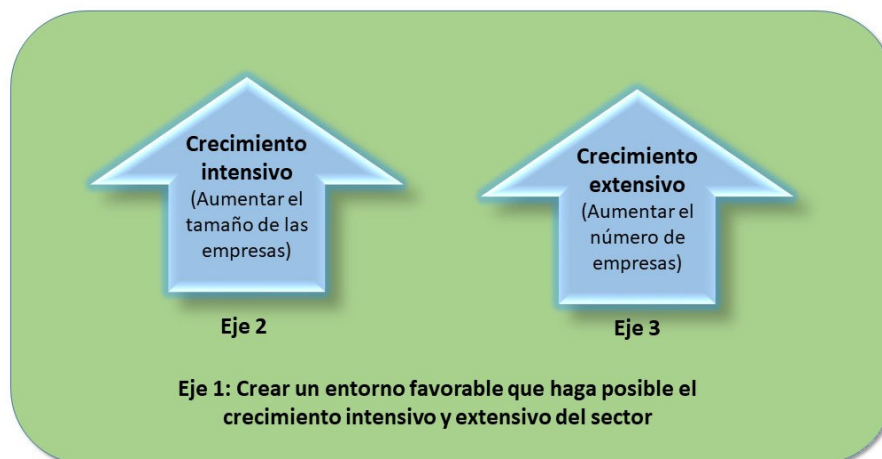 Crecimiento
intensivo
(Aumentar el
tamaño de las
empresas)
Eje 2
Crecimiento
extensivo
(Aumentar el
número de
empresas)
Eje 3
Eje 1: Crear un entorno favorable que haga posible el
crecimiento intensivo y extensivo del sector